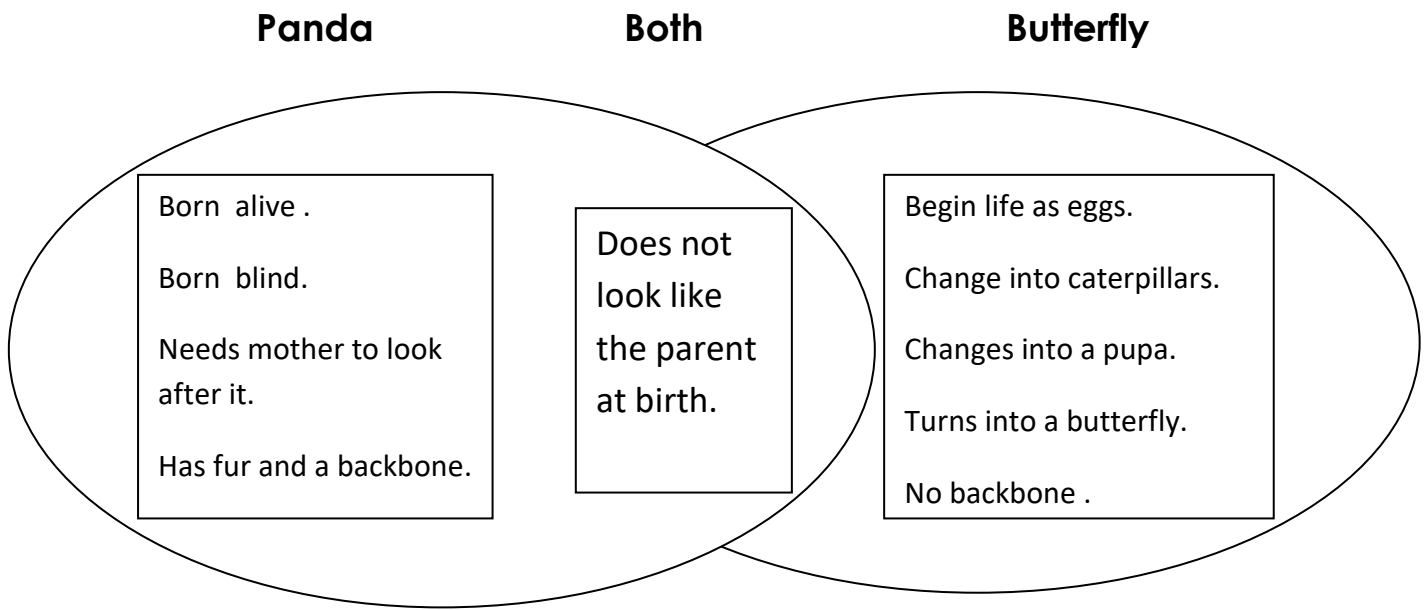 Panda Both Butterfly
Born alive .
Born blind.
Needs mother to look
after it.
Has fur and a backbone.
Does not
look like
the parent
at birth.
Begin life as eggs.
Change into caterpillars.
Changes into a pupa.
Turns into a butterfly.
No backbone .